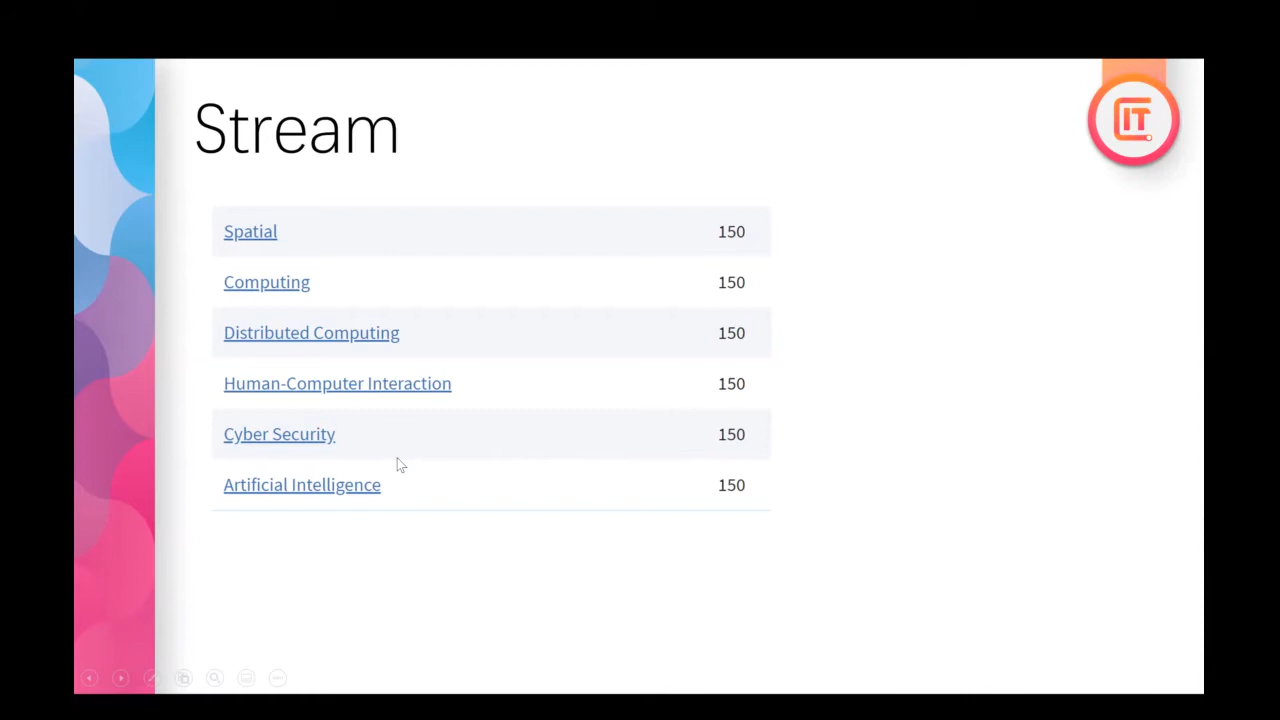 Stream
IT
Spatial 150
Computing 150
Distributed Computing 150
Human-Computer Interaction 150
Cyber Security 150
Artificial Intelligence 150